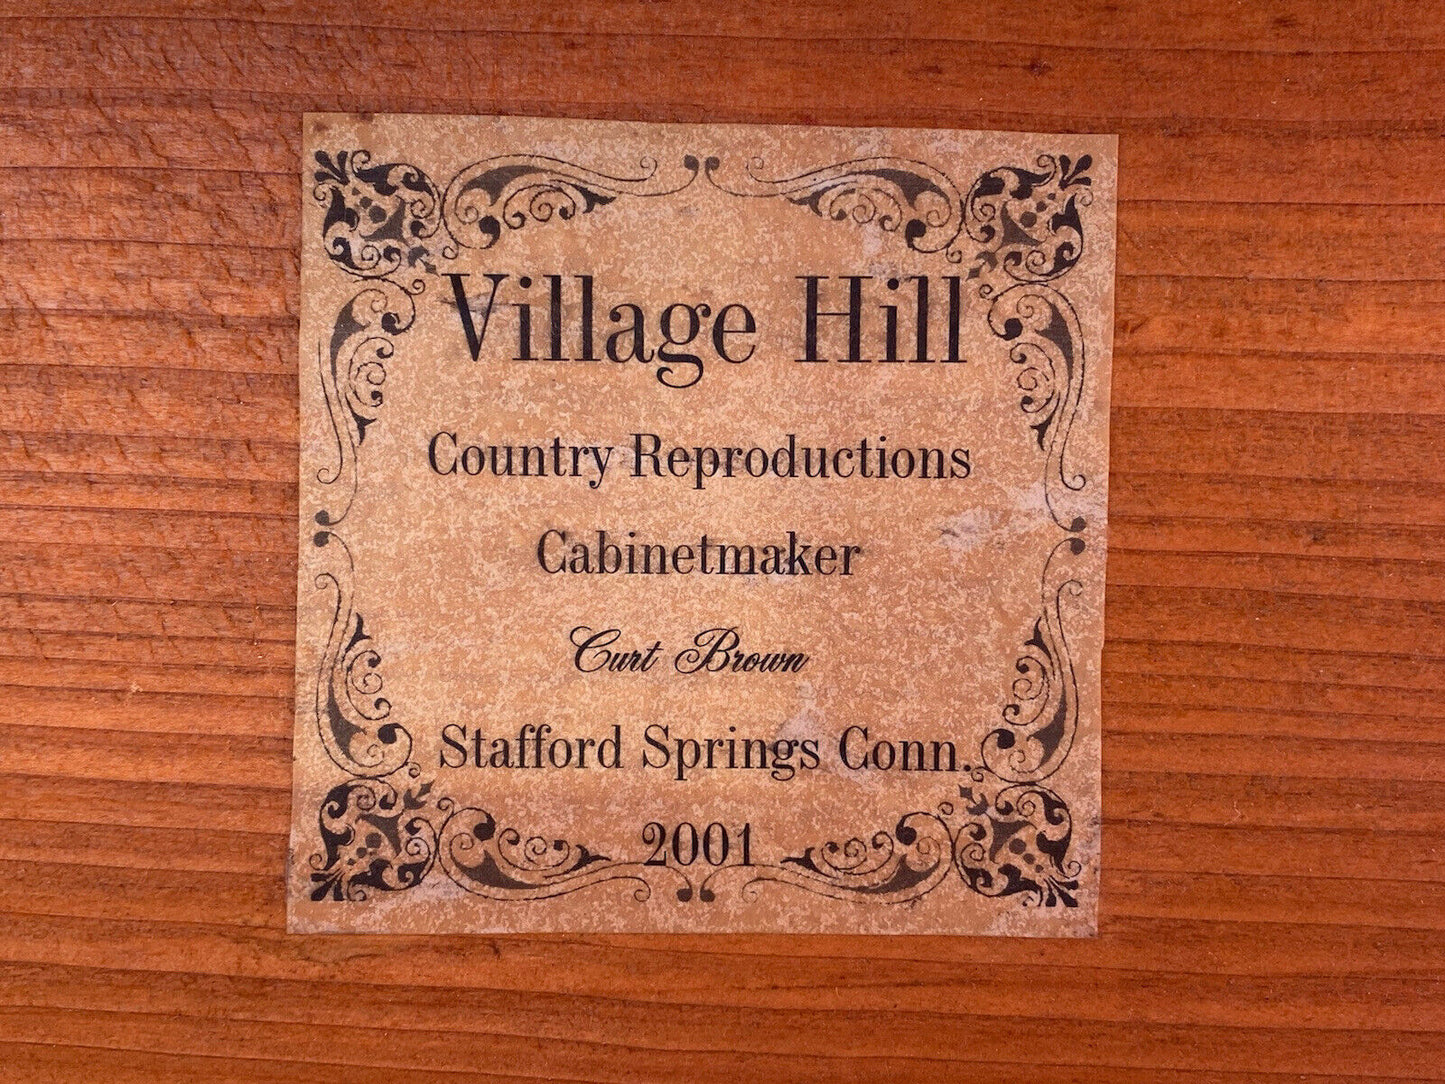 Village Hill
Country Reproductions
Cabinetmaker
Curt Brown
Stafford Springs Conn.
2001